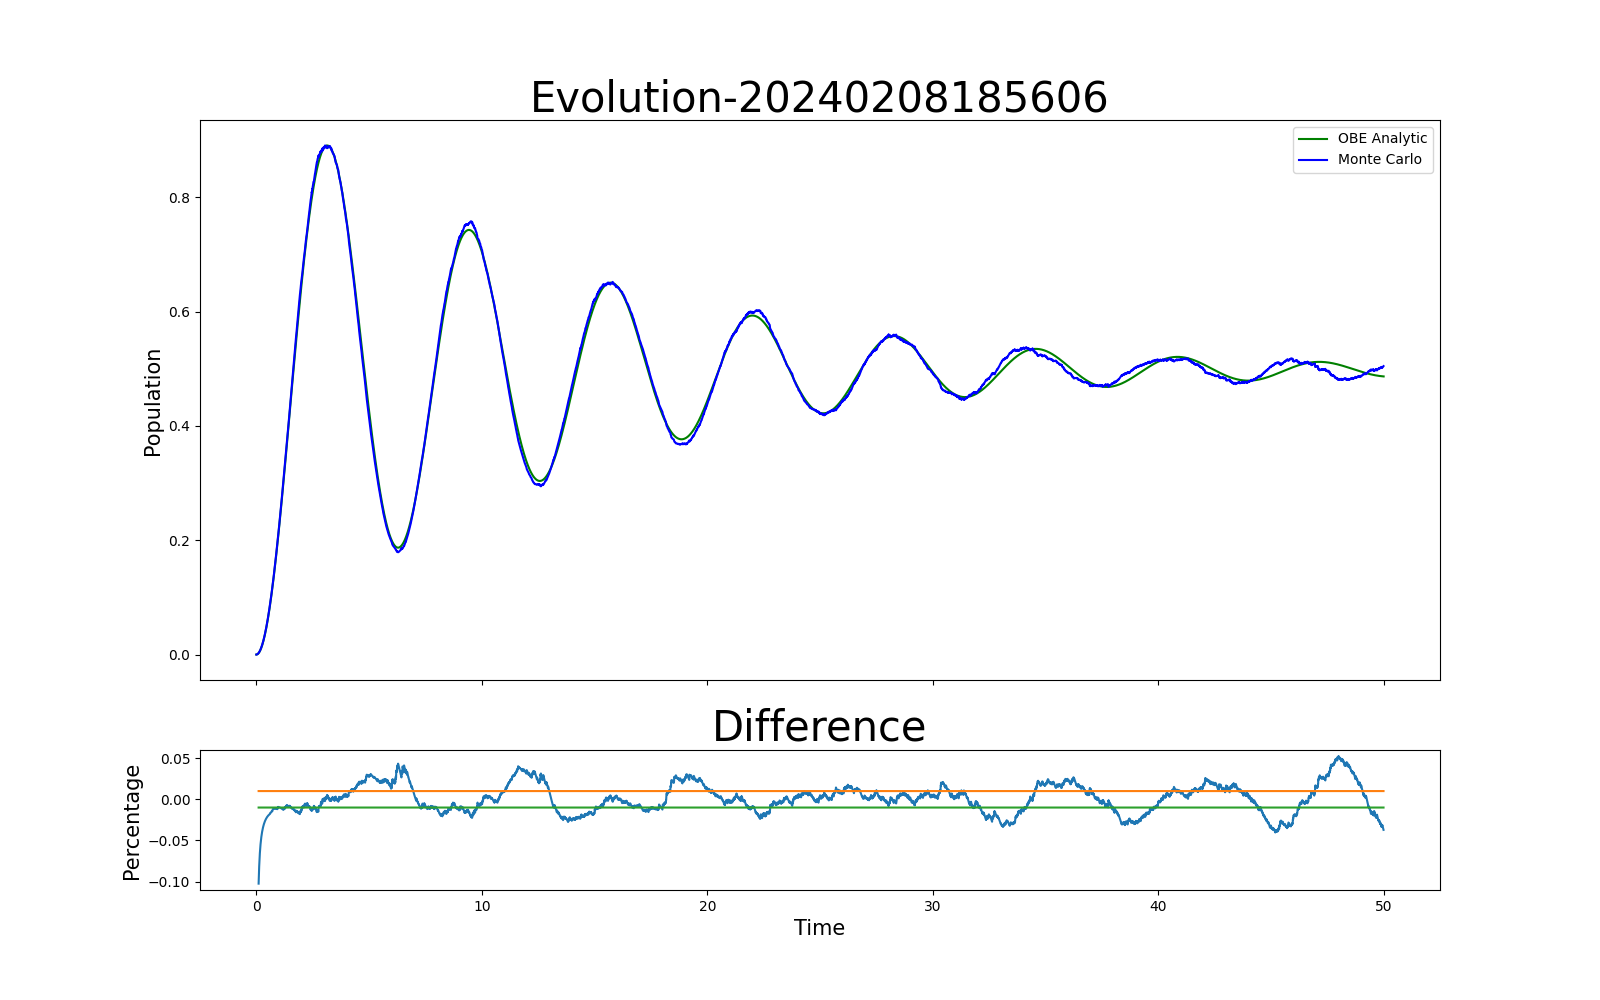 Evolution-20240208185606
OBE Analytic
Monte Carlo
0.8
0.6
0.4
0.2
0.0
Population
Difference
0.05
0.00
−0.05
−0.10
Percentage
0 10 20 30 40 50
Time